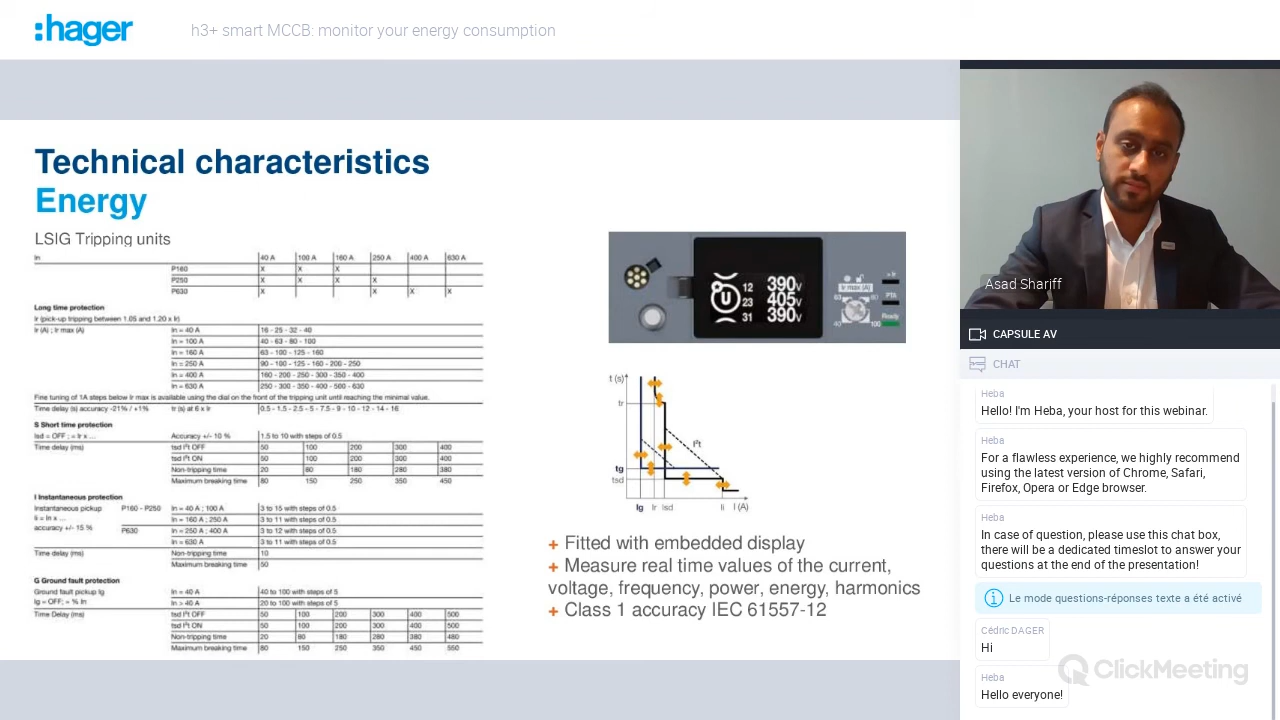 :hager
h3+ smart MCCB: monitor your energy consumption
Technical characteristics
Energy
LSIG Tripping units
In 40 A 100 A 160 A 250 A 400 A 630 A
P160 X X X
P250 X X X X
P630 X X X X
Long time protection
Ir (pick-up tripping between 1.05 and 1.20 x Ir)
Ir (A) ; Ir max (A) In = 40 A 16 - 25 - 32 - 40
In = 100 A 40 - 63 - 80 - 100
In = 160 A 63 - 100 - 125 - 160
In = 250 A 90 - 100 - 125 - 160 - 200 - 250
In = 400 A 160 - 200 - 250 - 300 - 350 - 400
In = 630 A 250 - 300 - 350 - 400 - 500 - 630
Fine tuning of 1A steps below Ir max is available using the dial on the front of the tripping unit until reaching the minimal value.
Time delay (s) accuracy -21% / +1% tr (s) at 6 x Ir 0.5 - 1.5 - 2.5 - 5 - 7.5 - 9 - 10 - 12 - 14 - 16
S Short time protection
Isd = OFF ; = Ir x ... Accuracy +/- 10 % 1.5 to 10 with steps of 0.5
Time delay (ms) tsd I²t OFF 50 100 200 300 400
tsd I²t ON 50 100 200 300 400
Non-tripping time 20 80 180 280 380
Maximum breaking time 80 150 250 350 450
I Instantaneous protection
Instantaneous pickup P160 - P250 In = 40 A ; 100 A 3 to 15 with steps of 0.5
Ii = In x ... In = 160 A ; 250 A 3 to 11 with steps of 0.5
accuracy +/- 15 % P630 In = 250 A ; 400 A 3 to 12 with steps of 0.5
In = 630 A 3 to 11 with steps of 0.5
Time delay (ms) Non-tripping time 10
Maximum breaking time 50
G Ground fault protection
Ground fault pickup Ig In = 40 A 40 to 100 with steps of 5
Ig = OFF; = % In In > 40 A 20 to 100 with steps of 5
Time Delay (ms) tsd I²t OFF 50 100 200 300 400 500
tsd I²t ON 50 100 200 300 400 500
Non-tripping time 20 80 180 280 380 480
Maximum breaking time 80 150 250 350 450 550
U
12 390V
23 405V
31 390V
Ir max (A)
63 80
40 100
> Ir
PTA
Ready
t (s)
tr
tg
tsd
I²t
Ig Ir Isd Ii I (A)
+ Fitted with embedded display
+ Measure real time values of the current,
voltage, frequency, power, energy, harmonics
+ Class 1 accuracy IEC 61557-12
Asad Shariff
CAPSULE AV
CHAT
Heba
Hello! I'm Heba, your host for this webinar.
Heba
For a flawless experience, we highly recommend
using the latest version of Chrome, Safari,
Firefox, Opera or Edge browser.
Heba
In case of question, please use this chat box,
there will be a dedicated timeslot to answer your
questions at the end of the presentation!
Le mode questions-réponses texte a été activé
Cédric DAGER
Hi
Heba
Hello everyone!
ClickMeeting